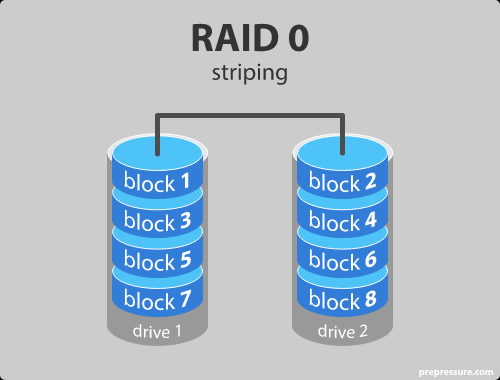 RAID 0
striping
block 1
block 3
block 5
block 7
drive 1
block 2
block 4
block 6
block 8
drive 2
prepressure.com